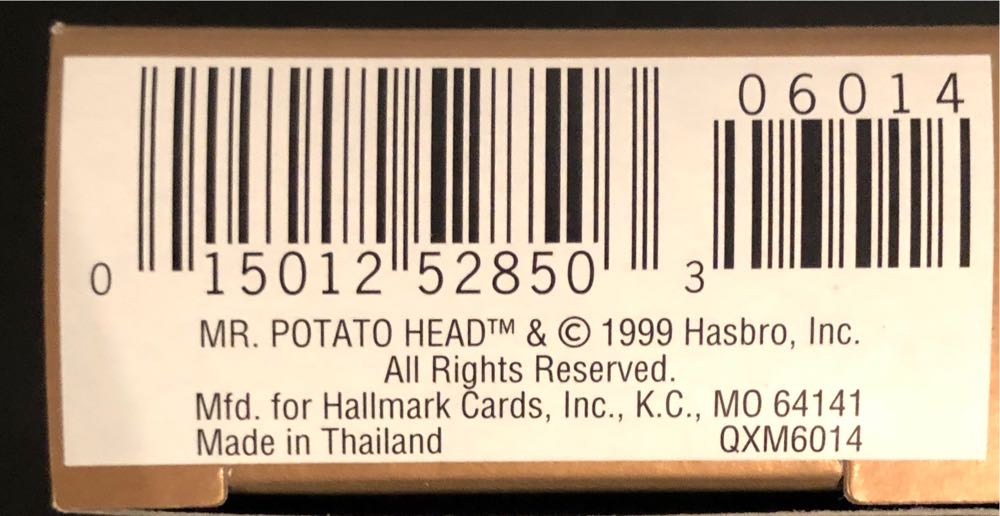 06014
0 15012 52850 3
MR. POTATO HEAD™ & © 1999 Hasbro, Inc.
All Rights Reserved.
Mfd. for Hallmark Cards, Inc., K.C., MO 64141
Made in Thailand QXM6014